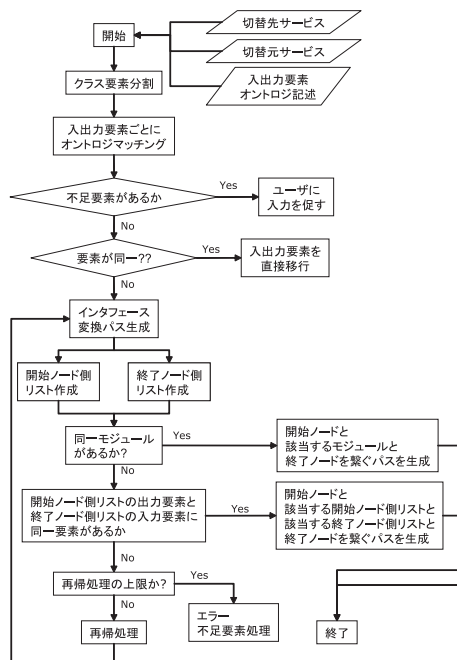 開始
切替先サービス
切替元サービス
入出力要素
オントロジ記述
クラス要素分割
入出力要素ごとに
オントロジマッチング
不足要素があるか
Yes
ユーザに
入力を促す
No
要素が同一??
Yes
入出力要素を
直接移行
No
インタフェース
変換パス生成
開始ノード側
リスト作成
終了ノード側
リスト作成
同一モジュール
があるか?
Yes
開始ノードと
該当するモジュールと
終了ノードを繋ぐパスを生成
No
開始ノード側リストの出力要素と
終了ノード側リストの入力要素に
同一要素があるか
Yes
開始ノードと
該当する開始ノード側リストと
該当する終了ノード側リストと
終了ノードを繋ぐパスを生成
No
再帰処理の上限か?
Yes
エラー
不足要素処理
No
再帰処理
終了